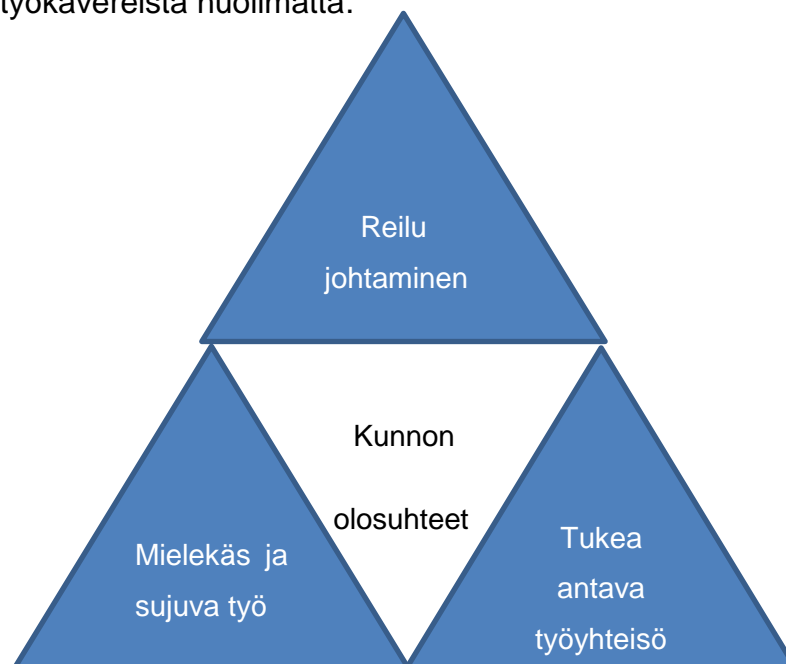 työkavereista huolimatta.
Reilu
johtaminen
Kunnon
olosuhteet
Mielekäs ja
sujuva työ
Tukea
antava
työyhteisö